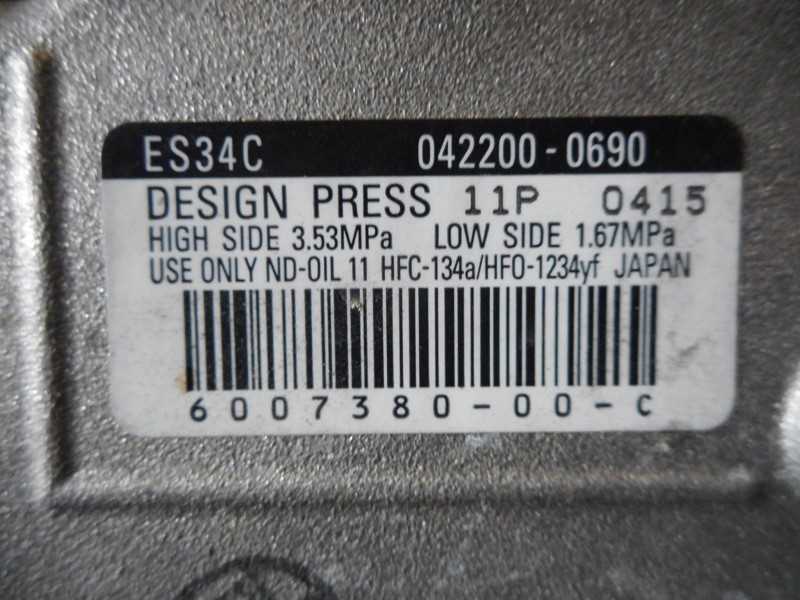 ES34C 042200-0690
DESIGN PRESS 11P 0415
HIGH SIDE 3.53MPa LOW SIDE 1.67MPa
USE ONLY ND-OIL 11 HFC-134a/HFO-1234yf JAPAN
6007380-00-C